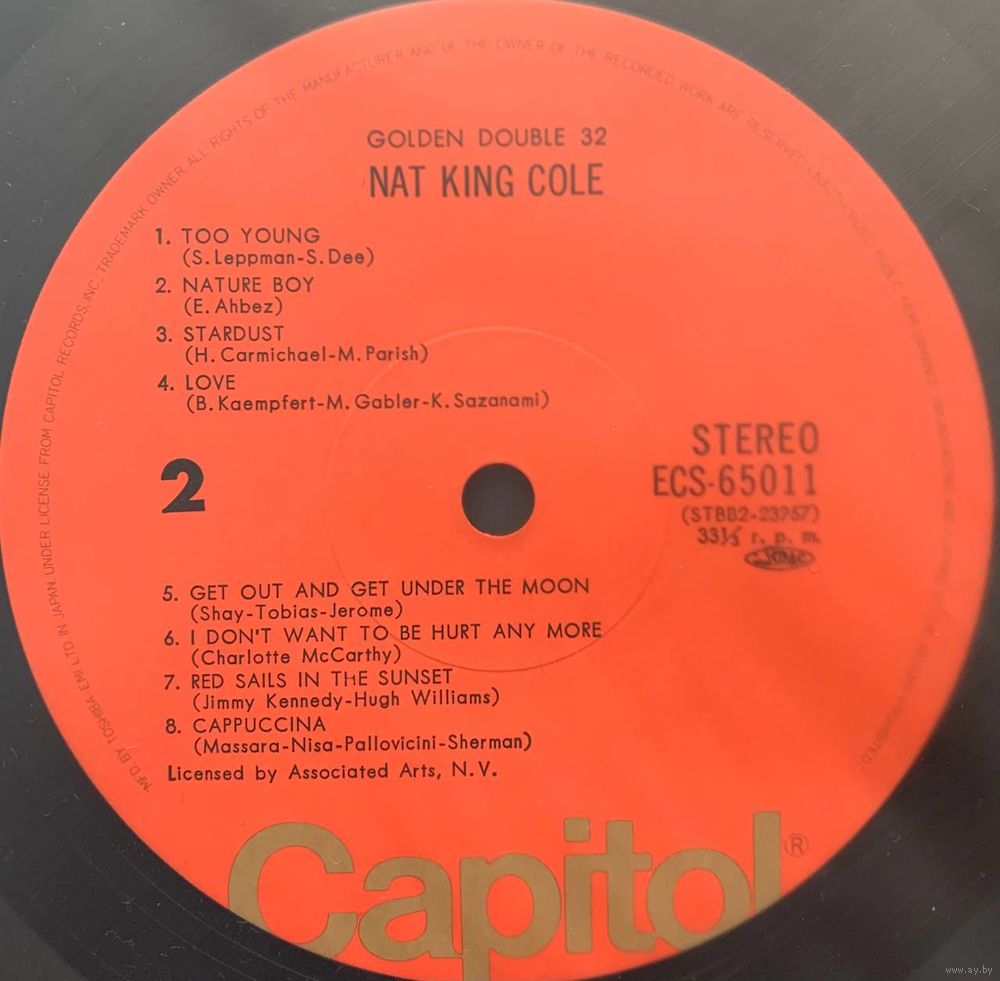 GOLDEN DOUBLE 32
NAT KING COLE
1. TOO YOUNG
(S. Leppman-S. Dee)
2. NATURE BOY
(E. Ahbez)
3. STARDUST
(H. Carmichael-M. Parish)
4. LOVE
(B. Kaempfert-M. Gabler-K. Sazanami)
STEREO
ECS-65011
(STBB2-23957)
33⅓ r. p. m.
2
5. GET OUT AND GET UNDER THE MOON
(Shay-Tobias-Jerome)
6. I DON'T WANT TO BE HURT ANY MORE
(Charlotte McCarthy)
7. RED SAILS IN THE SUNSET
(Jimmy Kennedy-Hugh Williams)
8. CAPPUCCINA
(Massara-Nisa-Pallovicini-Sherman)
Licensed by Associated Arts, N.V.
Capitol®
"MFD. BY TOSHIBA-EMI LTD IN JAPAN UNDER LICENSE FROM CAPITOL RECORDS, INC., TRADEMARK OWNER. ALL RIGHTS OF THE MANUFACTURER AND OF THE OWNER OF THE RECORDED WORK ARE RESERVED. UNAUTHORIZED PUBLIC
www.ay.by